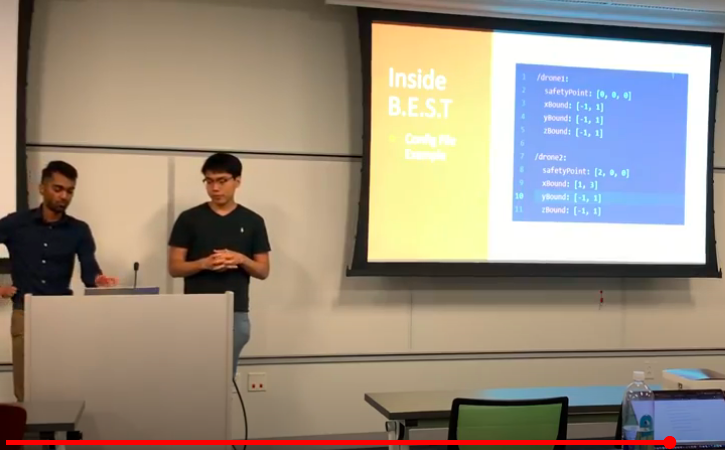 Inside
B.E.S.T
Config File
Example
1 /drone1:
2 safetyPoint: [0, 0, 0]
3 xBound: [-1, 1]
4 yBound: [-1, 1]
5 zBound: [-1, 1]
6
7 /drone2:
8 safetyPoint: [2, 0, 0]
9 xBound: [1, 3]
10 yBound: [-1, 1]
11 zBound: [-1, 1]